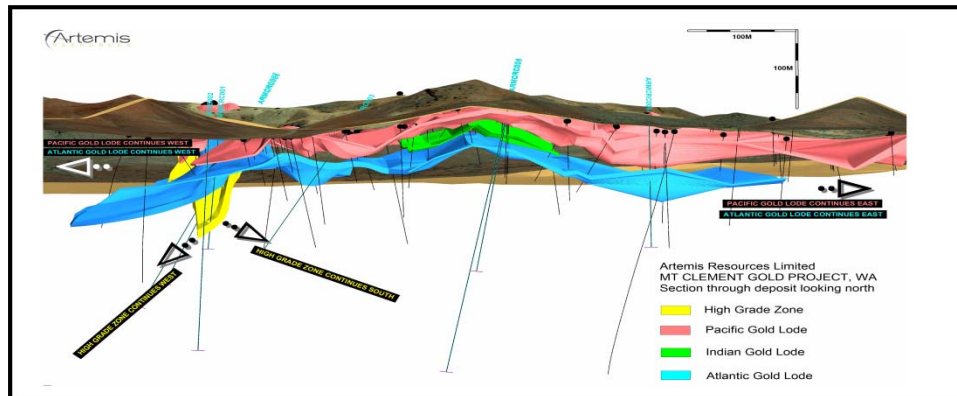 Artemis
100M
100M
PACIFIC GOLD LODE CONTINUES WEST
ATLANTIC GOLD LODE CONTINUES WEST
PACIFIC GOLD LODE CONTINUES EAST
ATLANTIC GOLD LODE CONTINUES EAST
HIGH GRADE ZONE CONTINUES WEST
HIGH GRADE ZONE CONTINUES SOUTH
Artemis Resources Limited
MT CLEMENT GOLD PROJECT, WA
Section through deposit looking north
High Grade Zone
Pacific Gold Lode
Indian Gold Lode
Atlantic Gold Lode